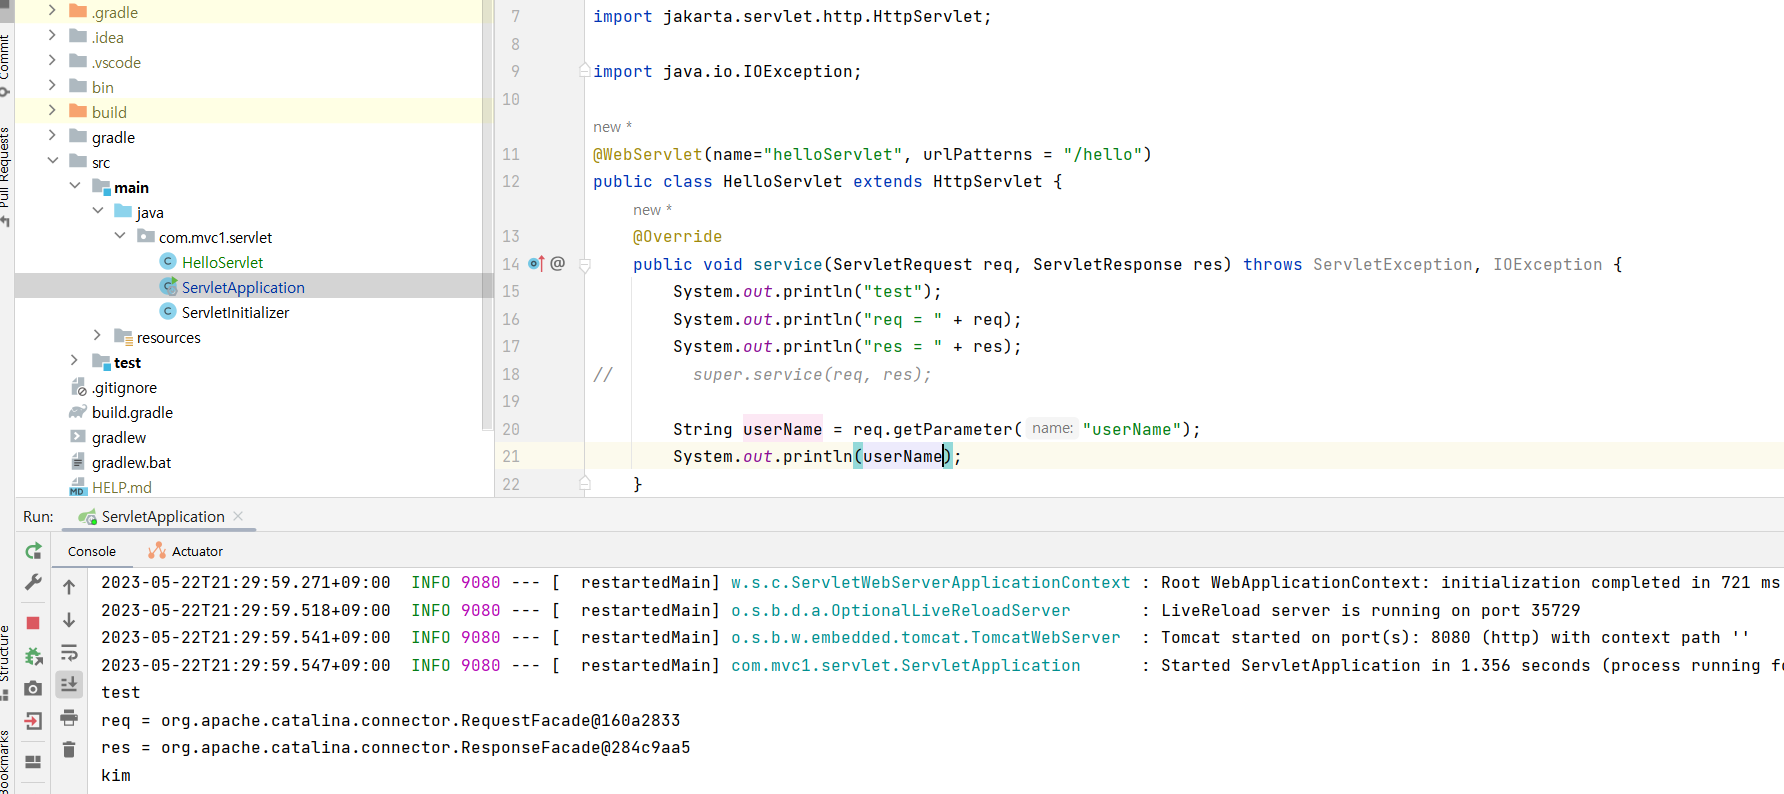 Commit
Pull Requests
.gradle
.idea
.vscode
bin
build
gradle
src
main
java
com.mvc1.servlet
HelloServlet
ServletApplication
ServletInitializer
resources
test
.gitignore
build.gradle
gradlew
gradlew.bat
HELP.md
7 import jakarta.servlet.http.HttpServlet;
8
9 import java.io.IOException;
10
new *
11 @WebServlet(name="helloServlet", urlPatterns = "/hello")
12 public class HelloServlet extends HttpServlet {
new *
13 @Override
14 public void service(ServletRequest req, ServletResponse res) throws ServletException, IOException {
15 System.out.println("test");
16 System.out.println("req = " + req);
17 System.out.println("res = " + res);
18 // super.service(req, res);
19
20 String userName = req.getParameter( name: "userName");
21 System.out.println(userName);
22 }
Run: ServletApplication
Console Actuator
Structure
Bookmarks
2023-05-22T21:29:59.271+09:00 INFO 9080 --- [ restartedMain] w.s.c.ServletWebServerApplicationContext : Root WebApplicationContext: initialization completed in 721 ms
2023-05-22T21:29:59.518+09:00 INFO 9080 --- [ restartedMain] o.s.b.d.a.OptionalLiveReloadServer : LiveReload server is running on port 35729
2023-05-22T21:29:59.541+09:00 INFO 9080 --- [ restartedMain] o.s.b.w.embedded.tomcat.TomcatWebServer : Tomcat started on port(s): 8080 (http) with context path ''
2023-05-22T21:29:59.547+09:00 INFO 9080 --- [ restartedMain] com.mvc1.servlet.ServletApplication : Started ServletApplication in 1.356 seconds (process running fo
test
req = org.apache.catalina.connector.RequestFacade@160a2833
res = org.apache.catalina.connector.ResponseFacade@284c9aa5
kim